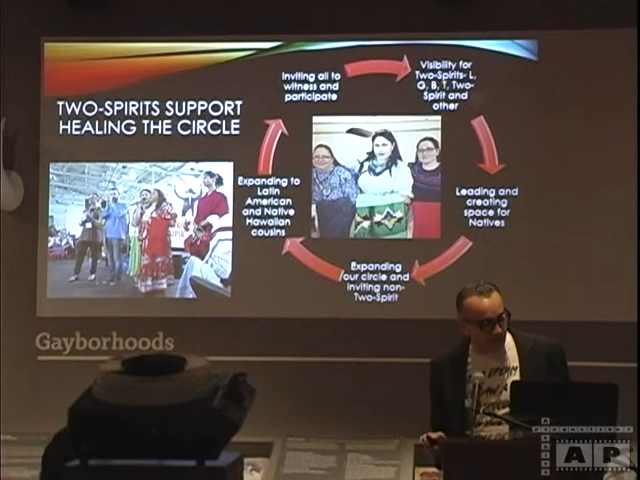 TWO-SPIRITS SUPPORT
HEALING THE CIRCLE
Inviting all to
witness and
participate
Visibility for
Two-Spirits- L,
G, B, T, Two-
Spirit and
other
Leading and
creating
space for
Natives
Expanding
our circle and
inviting non-
Two-Spirit
Expanding to
Latin
American
and Native
Hawaiian
cousins
Gayborhoods
AP